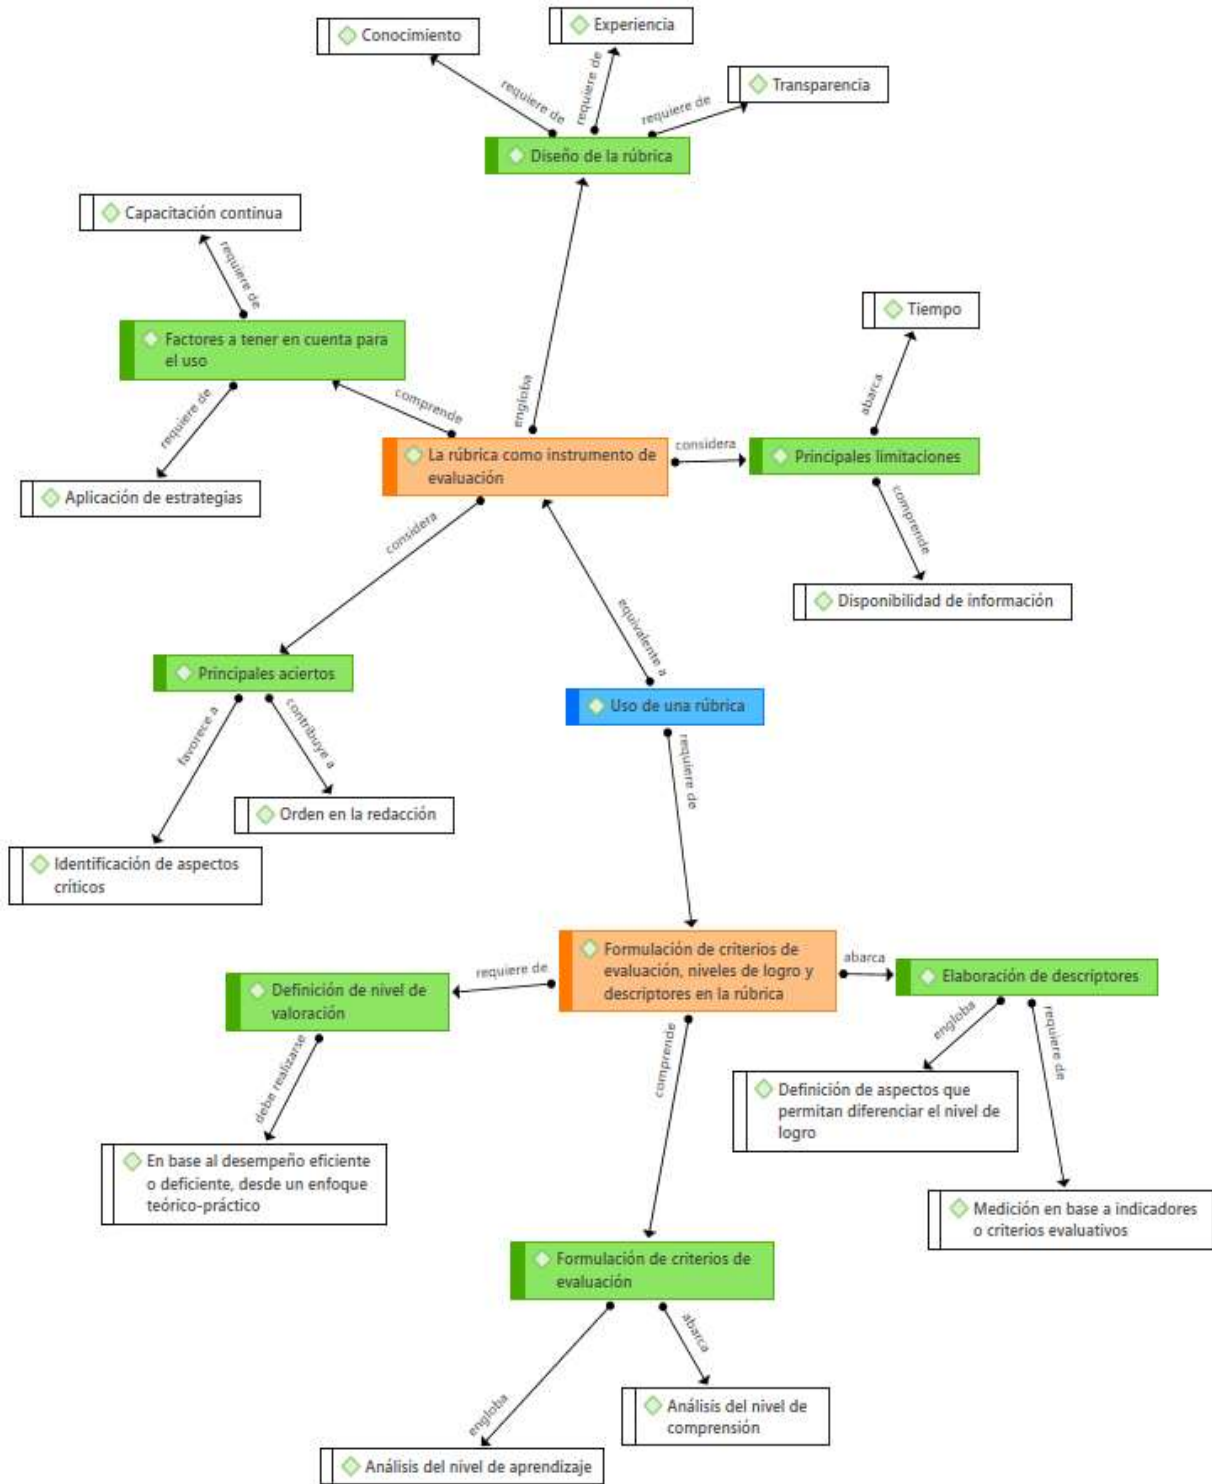 Experiencia
Conocimiento
Transparencia
requiere de
requiere de
requiere de
Diseño de la rúbrica
Capacitación continua
requiere de
Tiempo
Factores a tener en cuenta para
el uso
abarca
requiere de
comprende
engloba
La rúbrica como instrumento de
evaluación
considera
Principales limitaciones
Aplicación de estrategias
considera
comprende
Disponibilidad de información
equivalente a
Principales aciertos
Uso de una rúbrica
favorece a
contribuye a
requiere de
Orden en la redacción
Identificación de aspectos
críticos
Formulación de criterios de
evaluación, niveles de logro y
descriptores en la rúbrica
abarca
Elaboración de descriptores
requiere de
Definición de nivel de
valoración
engloba
requiere de
debe realizarse
comprende
Definición de aspectos que
permitan diferenciar el nivel de
logro
En base al desempeño eficiente
o deficiente, desde un enfoque
teórico-práctico
Medición en base a indicadores
o criterios evaluativos
Formulación de criterios de
evaluación
abarca
engloba
Análisis del nivel de
comprensión
Análisis del nivel de aprendizaje